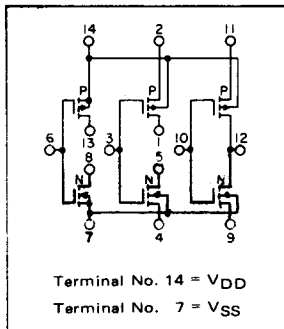 14 2 11
P P P
13 1
6 3 10 12
8 5
N N N
7 4 9
Terminal No. 14 = VDD
Terminal No. 7 = VSS